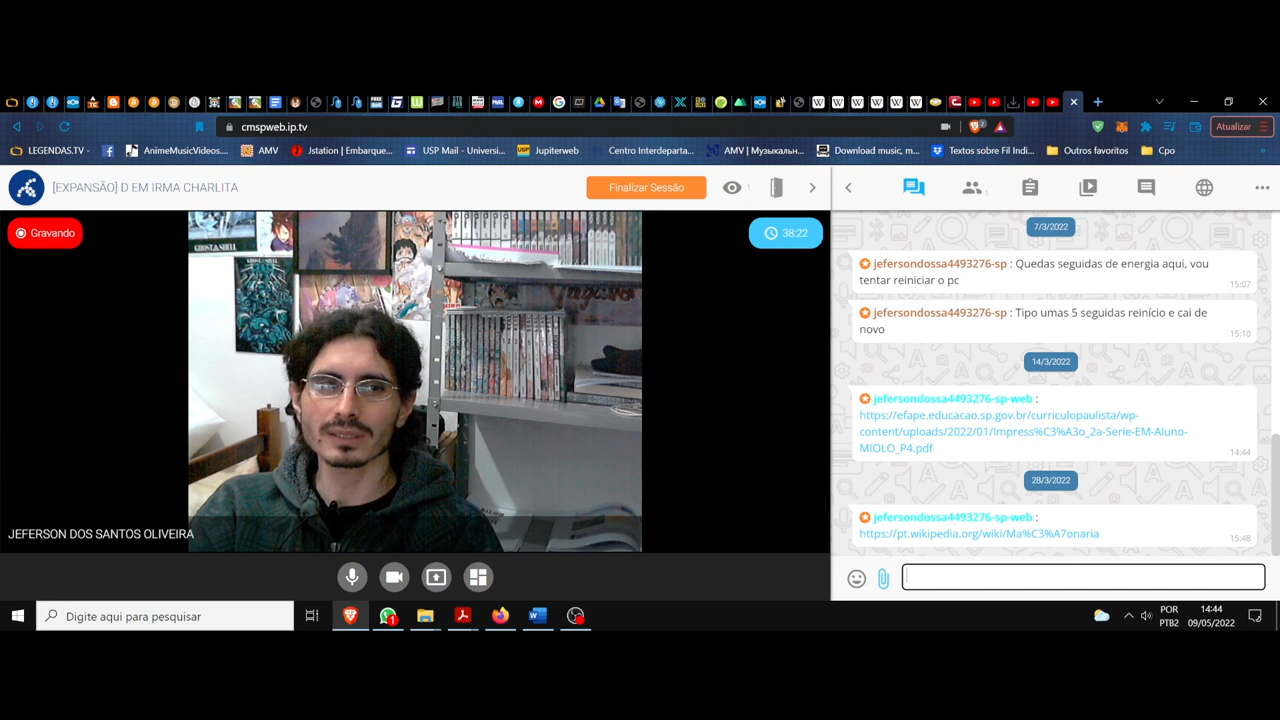 cmspweb.ip.tv
Atualizar
LEGENDAS.TV -
AnimeMusicVideos....
AMV
Jstation | Embarque...
USP Mail - Universi...
Jupiterweb
Centro Interdeparta...
AMV | Музыкальн...
Download music, m...
Textos sobre Fil Indi...
Outros favoritos
Cpo
[EXPANSÃO] D EM IRMA CHARLITA
Finalizar Sessão
1
1
Gravando
38:22
GHOST IN THE SHELL
JEFERSON DOS SANTOS OLIVEIRA
7/3/2022
jefersondossa4493276-sp : Quedas seguidas de energia aqui, vou
tentar reiniciar o pc
15:07
jefersondossa4493276-sp : Tipo umas 5 seguidas reinício e cai de
novo
15:10
14/3/2022
jefersondossa4493276-sp-web :
https://efape.educacao.sp.gov.br/curriculopaulista/wp-
content/uploads/2022/01/Impress%C3%A3o_2a-Serie-EM-Aluno-
MIOLO_P4.pdf
14:44
28/3/2022
jefersondossa4493276-sp-web :
https://pt.wikipedia.org/wiki/Ma%C3%A7onaria
15:48
Digite aqui para pesquisar
POR
PTB2
14:44
09/05/2022